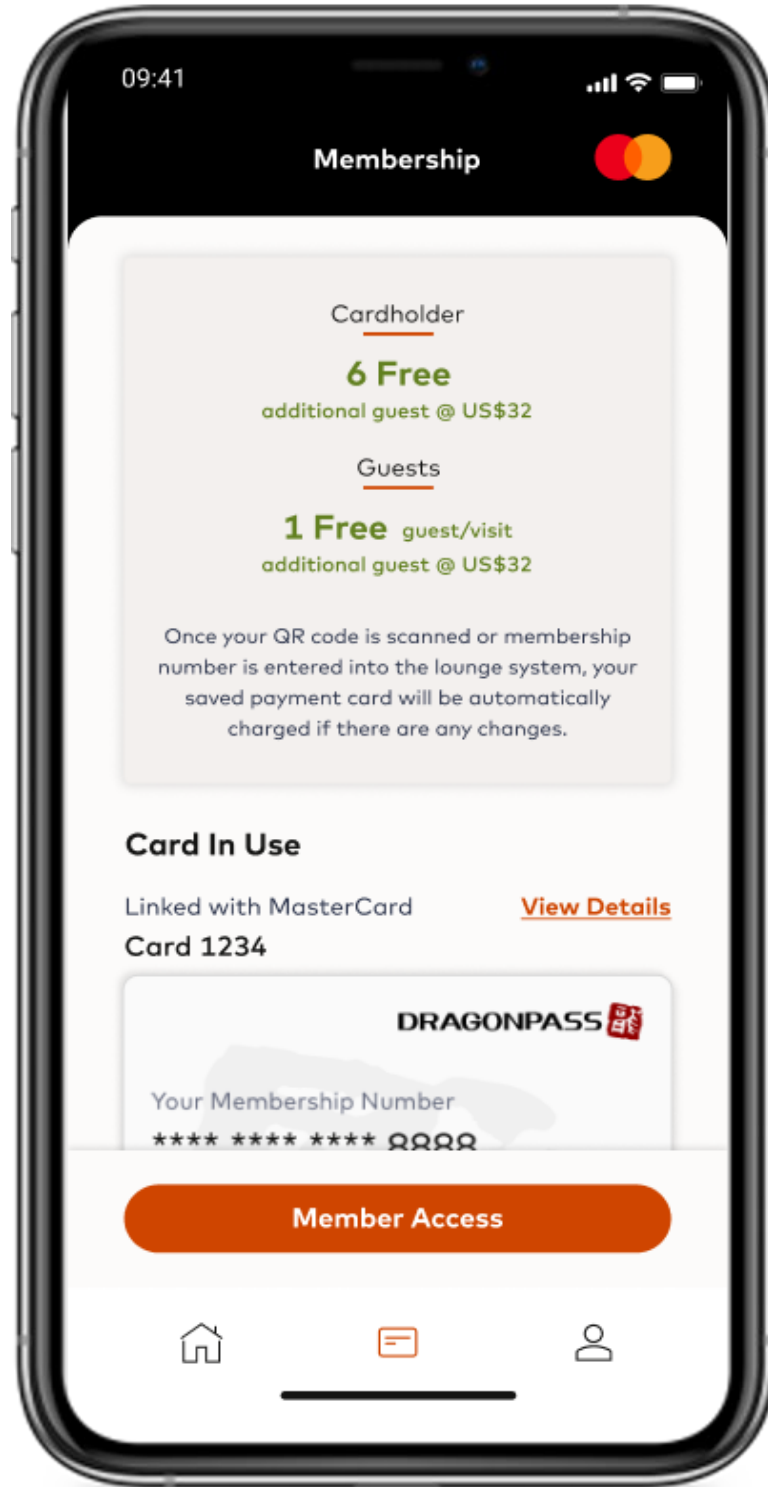 09:41
Membership
Cardholder
6 Free
additional guest @ US$32
Guests
1 Free guest/visit
additional guest @ US$32
Once your QR code is scanned or membership
number is entered into the lounge system, your
saved payment card will be automatically
charged if there are any changes.
Card In Use
Linked with MasterCard
View Details
Card 1234
DRAGONPASS
Your Membership Number
**** **** **** 8888
Member Access